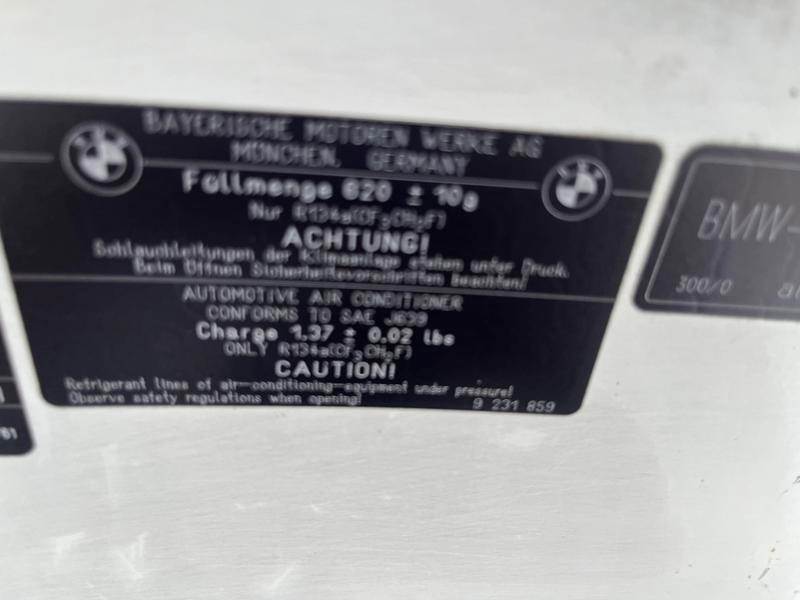 BAYERISCHE MOTOREN WERKE AG
MÜNCHEN, GERMANY
Füllmenge 620 ± 10g
Nur R134a(CF3CH2F)
ACHTUNG!
Schlauchleitungen der Klimaanlage stehen unter Druck.
Beim Öffnen Sicherheitsvorschriften beachten!
AUTOMOTIVE AIR CONDITIONER
CONFORMS TO SAE J639
Charge 1.37 ± 0.02 lbs
ONLY R134a(CF3CH2F)
CAUTION!
Refrigerant lines of air-conditioning-equipment under pressure!
Observe safety regulations when opening!
9 231 859
BMW-
300/0